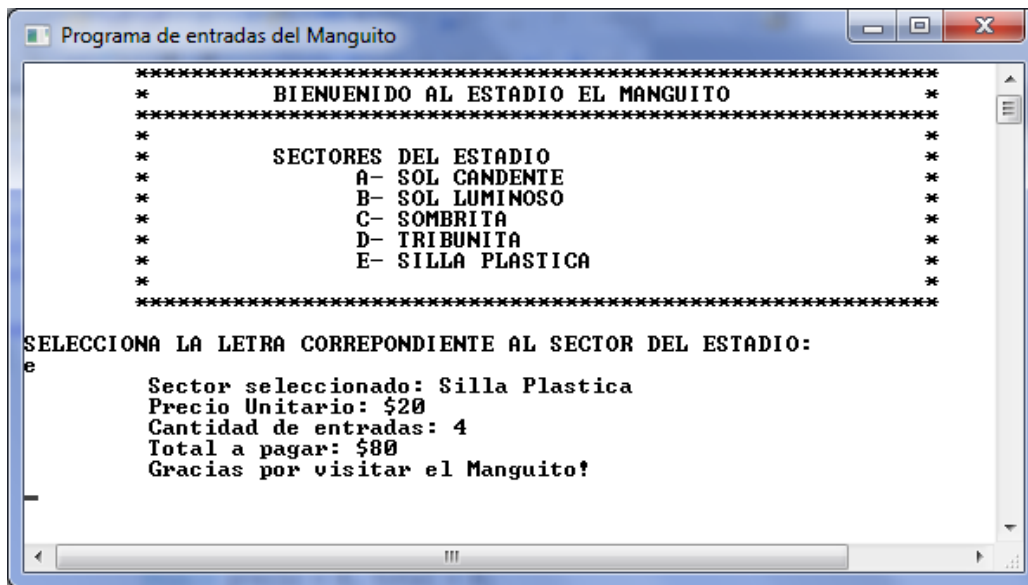 Programa de entradas del Manguito
**********************************************************
* BIENVENIDO AL ESTADIO EL MANGUITO *
**********************************************************
* *
* SECTORES DEL ESTADIO *
* A- SOL CANDENTE *
* B- SOL LUMINOSO *
* C- SOMBRITA *
* D- TRIBUNITA *
* E- SILLA PLASTICA *
* *
**********************************************************
SELECCIONA LA LETRA CORREPONDIENTE AL SECTOR DEL ESTADIO:
e
Sector seleccionado: Silla Plastica
Precio Unitario: $20
Cantidad de entradas: 4
Total a pagar: $80
Gracias por visitar el Manguito!